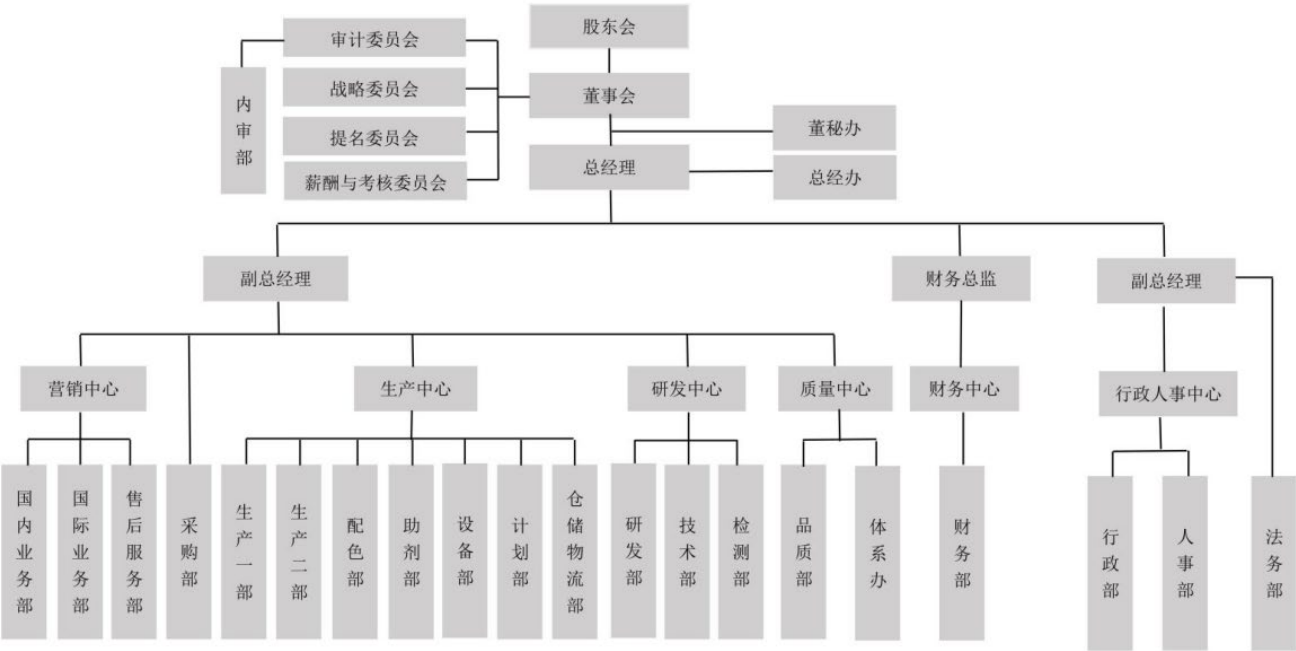 股东会
审计委员会
战略委员会
提名委员会
薪酬与考核委员会
内审部
董事会
董秘办
总经理
总经办
副总经理
财务总监
副总经理
营销中心
生产中心
研发中心
质量中心
财务中心
行政人事中心
国内业务部
国际业务部
售后服务部
采购部
生产一部
生产二部
配色部
助剂部
设备部
计划部
仓储物流部
研发部
技术部
检测部
品质部
体系办
财务部
行政部
人事部
法务部